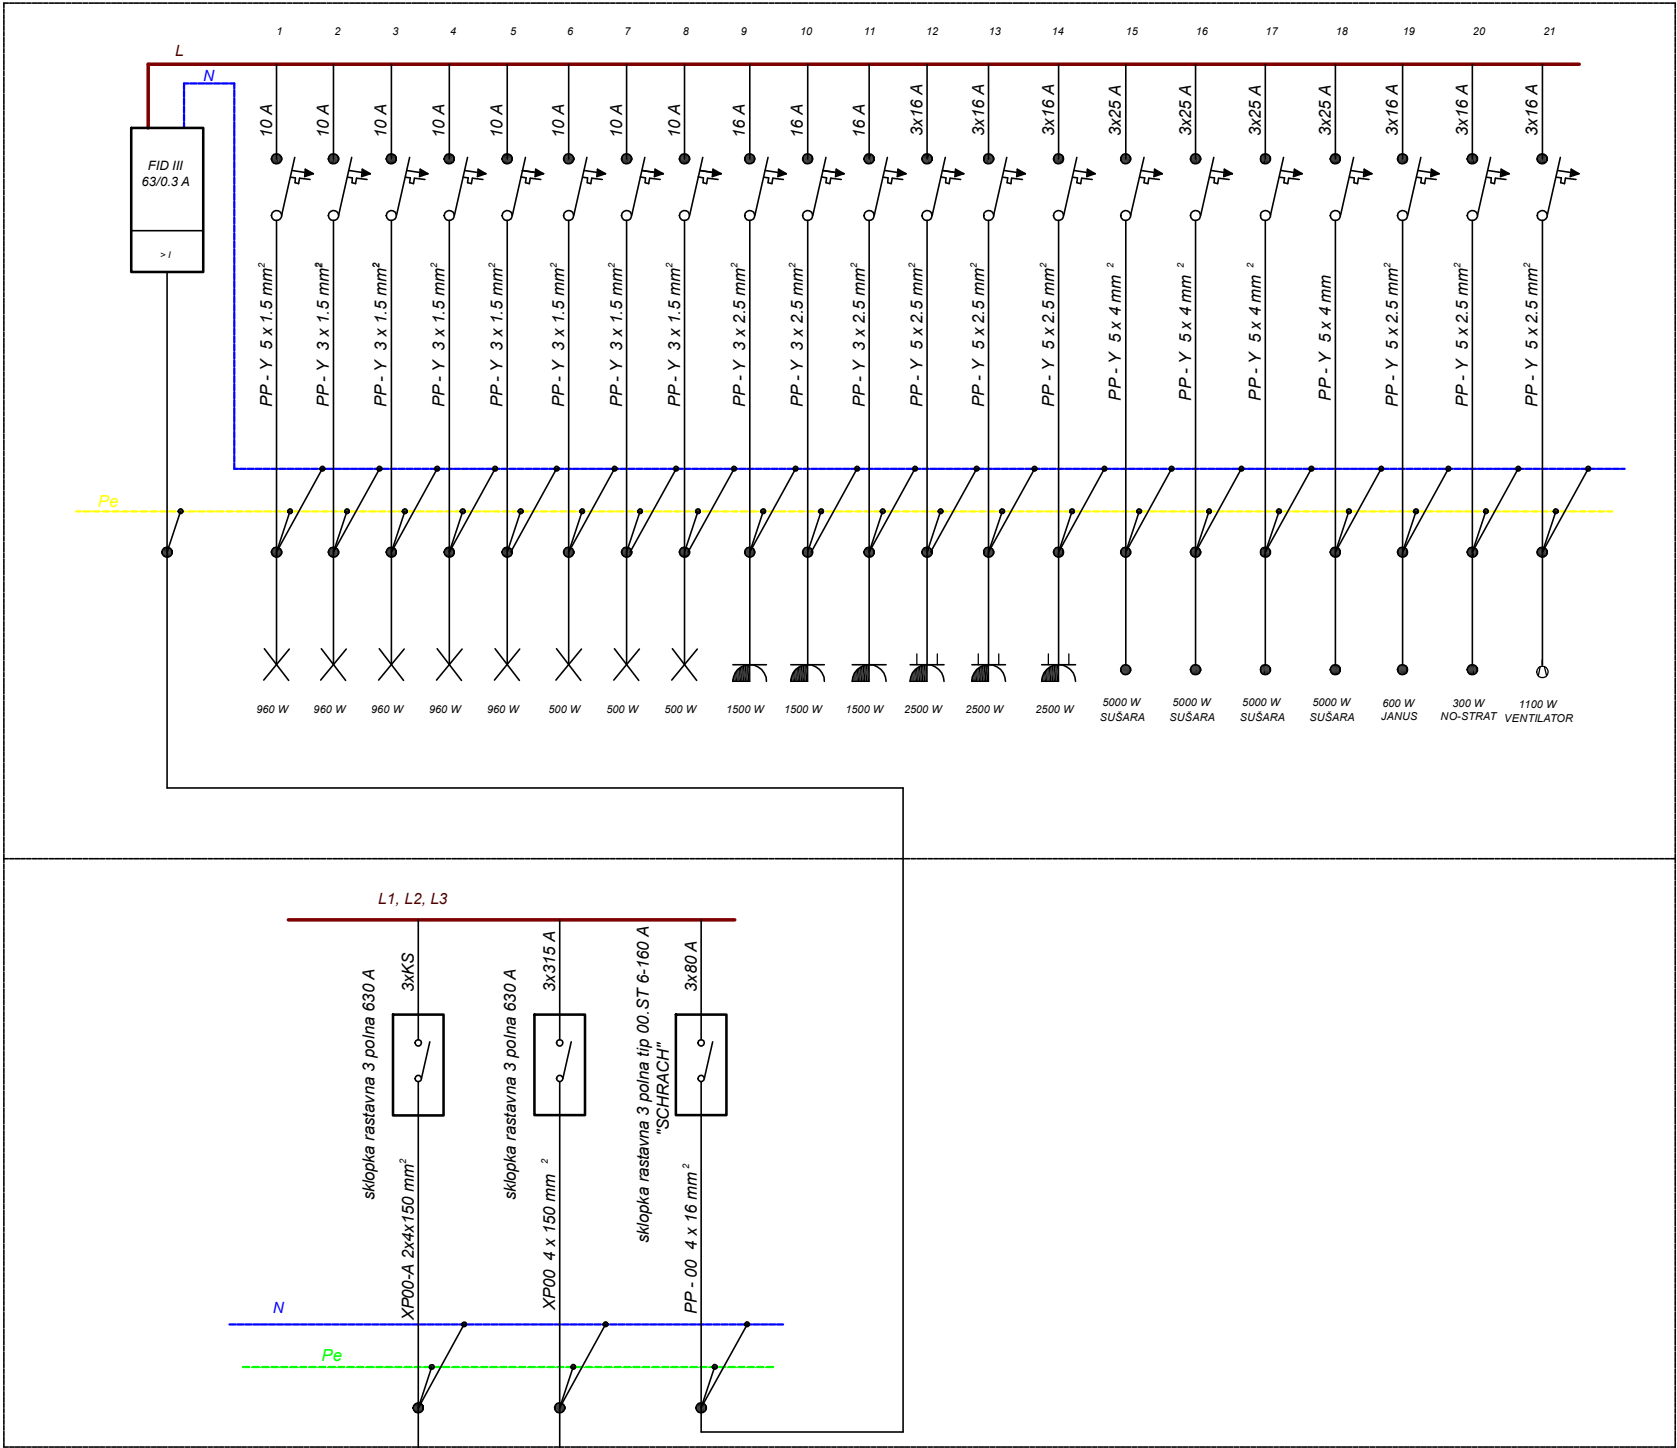 1 2 3 4 5 6 7 8 9 10 11 12 13 14 15 16 17 18 19 20 21
L
N
FID III
63/0.3 A
> I
10 A
10 A
10 A
10 A
10 A
10 A
10 A
10 A
16 A
16 A
16 A
3x16 A
3x16 A
3x16 A
3x25 A
3x25 A
3x25 A
3x25 A
3x16 A
3x16 A
3x16 A
PP - Y 5 x 1.5 mm²
PP - Y 3 x 1.5 mm²
PP - Y 3 x 1.5 mm²
PP - Y 3 x 1.5 mm²
PP - Y 3 x 1.5 mm²
PP - Y 3 x 1.5 mm²
PP - Y 3 x 1.5 mm²
PP - Y 3 x 1.5 mm²
PP - Y 3 x 2.5 mm²
PP - Y 3 x 2.5 mm²
PP - Y 3 x 2.5 mm²
PP - Y 5 x 2.5 mm²
PP - Y 5 x 2.5 mm²
PP - Y 5 x 2.5 mm²
PP - Y 5 x 4 mm ²
PP - Y 5 x 4 mm ²
PP - Y 5 x 4 mm ²
PP - Y 5 x 4 mm
PP - Y 5 x 2.5 mm²
PP - Y 5 x 2.5 mm²
PP - Y 5 x 2.5 mm²
Pe
960 W
960 W
960 W
960 W
960 W
500 W
500 W
500 W
1500 W
1500 W
1500 W
2500 W
2500 W
2500 W
5000 W
SUŠARA
5000 W
SUŠARA
5000 W
SUŠARA
5000 W
SUŠARA
600 W
JANUS
300 W
NO-STRAT
1100 W
VENTILATOR
L1, L2, L3
sklopka rastavna 3 polna 630 A
3xKS
XP00-A 2x4x150 mm²
sklopka rastavna 3 polna 630 A
3x315 A
XP00 4 x 150 mm ²
sklopka rastavna 3 polna tip 00.ST 6-160 A
"SCHRACH"
3x80 A
PP - 00 4 x 16 mm ²
N
Pe